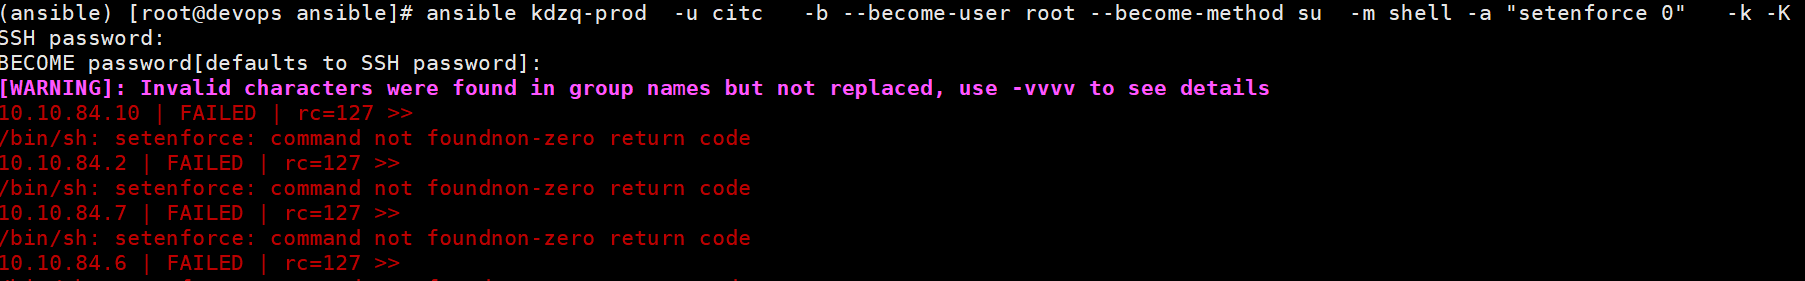 (ansible) [root@devops ansible]# ansible kdzq-prod  -u citc   -b --become-user root --become-method su  -m shell -a "setenforce 0"   -k -K
SSH password:
BECOME password[defaults to SSH password]:
[WARNING]: Invalid characters were found in group names but not replaced, use -vvvv to see details
10.10.84.10 | FAILED | rc=127 >>
/bin/sh: setenforce: command not foundnon-zero return code
10.10.84.2 | FAILED | rc=127 >>
/bin/sh: setenforce: command not foundnon-zero return code
10.10.84.7 | FAILED | rc=127 >>
/bin/sh: setenforce: command not foundnon-zero return code
10.10.84.6 | FAILED | rc=127 >>